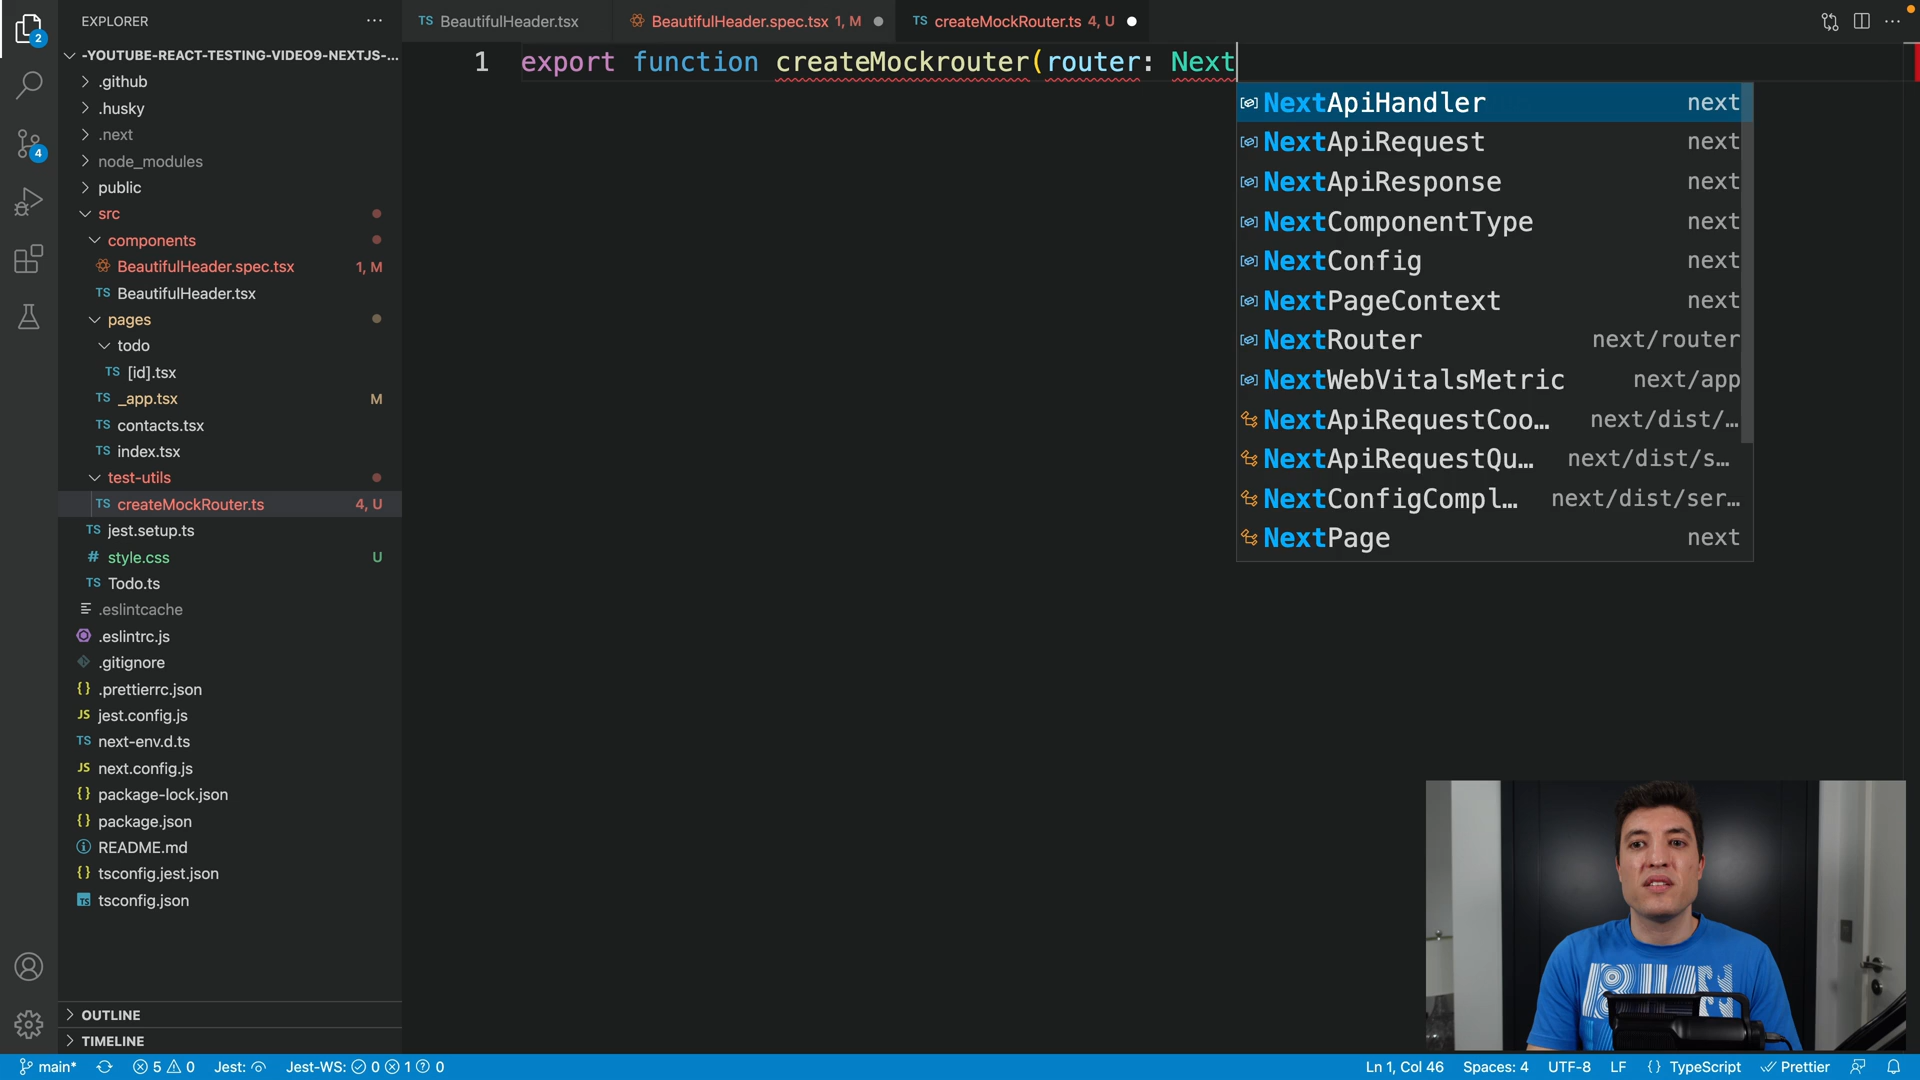 EXPLORER
2
BeautifulHeader.tsx
BeautifulHeader.spec.tsx 1, M
createMockRouter.ts 4, U
-YOUTUBE-REACT-TESTING-VIDEO9-NEXTJS-...
.github
.husky
.next
node_modules
public
src
components
BeautifulHeader.spec.tsx 1, M
BeautifulHeader.tsx
pages
todo
[id].tsx
_app.tsx M
contacts.tsx
index.tsx
test-utils
createMockRouter.ts 4, U
jest.setup.ts
style.css U
Todo.ts
.eslintcache
.eslintrc.js
.gitignore
.prettierrc.json
jest.config.js
next-env.d.ts
next.config.js
package-lock.json
package.json
README.md
tsconfig.jest.json
tsconfig.json
OUTLINE
TIMELINE
4
1 export function createMockrouter(router: Next
NextApiHandler next
NextApiRequest next
NextApiResponse next
NextComponentType next
NextConfig next
NextPageContext next
NextRouter next/router
NextWebVitalsMetric next/app
NextApiRequestCoo… next/dist/…
NextApiRequestQu… next/dist/s…
NextConfigCompl… next/dist/ser…
NextPage next
main* 5 0 Jest: Jest-WS: 0 1 0
Ln 1, Col 46 Spaces: 4 UTF-8 LF {} TypeScript Prettier